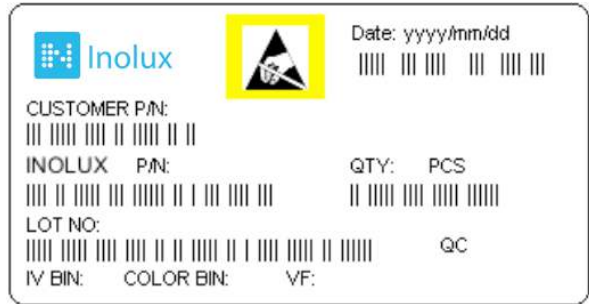 Inolux
Date: yyyy/mm/dd
CUSTOMER P/N:
INOLUX P/N:
QTY: PCS
LOT NO:
QC
IV BIN: COLOR BIN: VF: